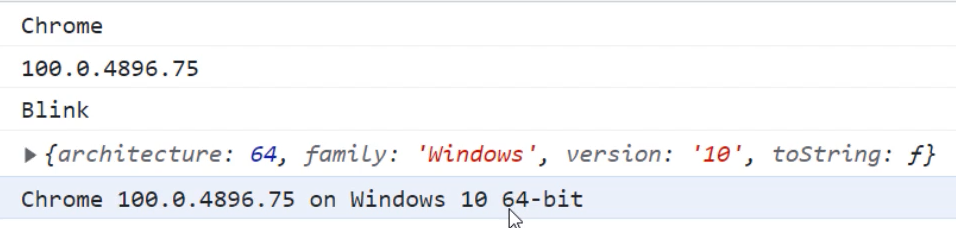 Chrome
100.0.4896.75
Blink
▶ {architecture: 64, family: 'Windows', version: '10', toString: ƒ}
Chrome 100.0.4896.75 on Windows 10 64-bit